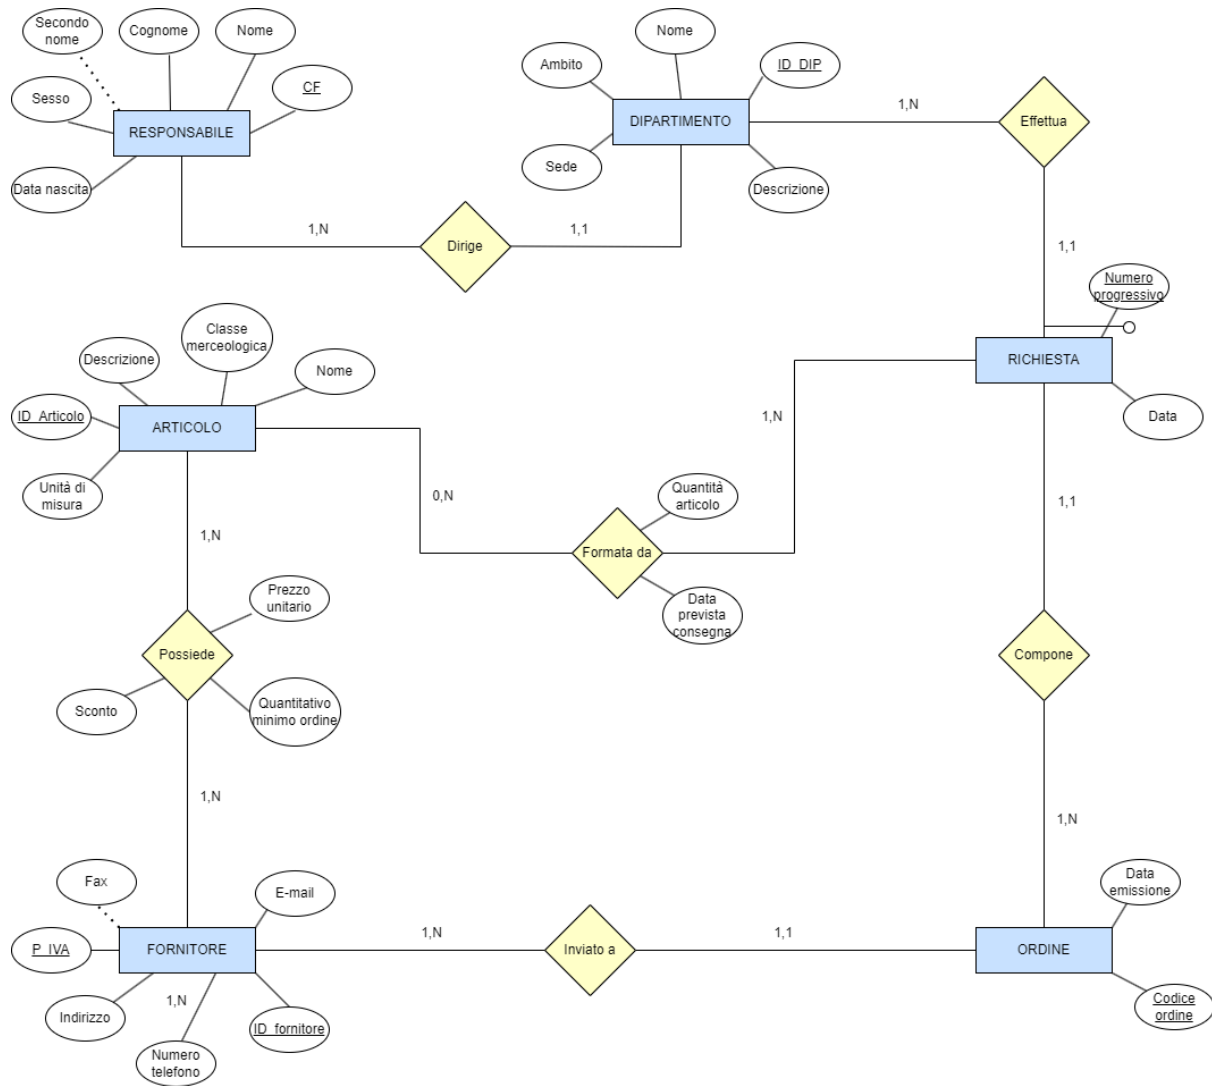 Secondo
nome
Cognome
Nome
Sesso
CF
RESPONSABILE
Data nascita
Nome
Ambito
ID_DIP
DIPARTIMENTO
Sede
Descrizione
1,N
Effettua
1,N
Dirige
1,1
1,1
Numero
progressivo
RICHIESTA
Data
Classe
merceologica
Descrizione
Nome
ID_Articolo
ARTICOLO
Unità di
misura
1,N
0,N
Quantità
articolo
Formata da
Data
prevista
consegna
1,1
1,N
Prezzo
unitario
Possiede
Sconto
Quantitativo
minimo ordine
Compone
1,N
1,N
Fax
E-mail
P_IVA
FORNITORE
Indirizzo
1,N
Numero
telefono
ID_fornitore
1,N
Inviato a
1,1
Data
emissione
ORDINE
Codice
ordine